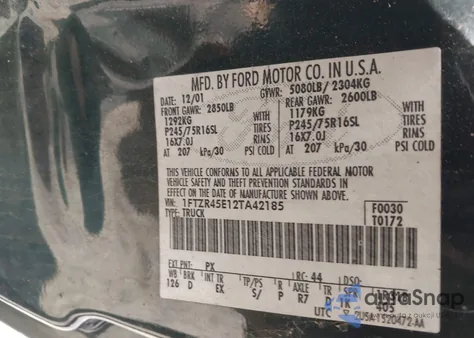 MFD. BY FORD MOTOR CO. IN U.S.A.
DATE: 12/01 GVWR: 5080LB/ 2304KG
FRONT GAWR: 2850LB REAR GAWR: 2600LB
1292KG WITH 1179KG WITH
P245/75R16SL TIRES P245/75R16SL TIRES
16X7.0J RIMS 16X7.0J RIMS
AT 207 kPa/30 PSI COLD AT 207 kPa/30 PSI COLD
THIS VEHICLE CONFORMS TO ALL APPLICABLE FEDERAL MOTOR
VEHICLE SAFETY AND THEFT PREVENTION STANDARDS IN
EFFECT ON THE DATE OF MANUFACTURE SHOWN ABOVE.
VIN: 1FTZR45E12TA42185 F0030
TYPE: TRUCK T0172
EXT PNT: PX RC: 44 DSO:
WB BRK INT TR TP/PS R AXLE TR SPR
126 D EX S/ P R7 D
UTC